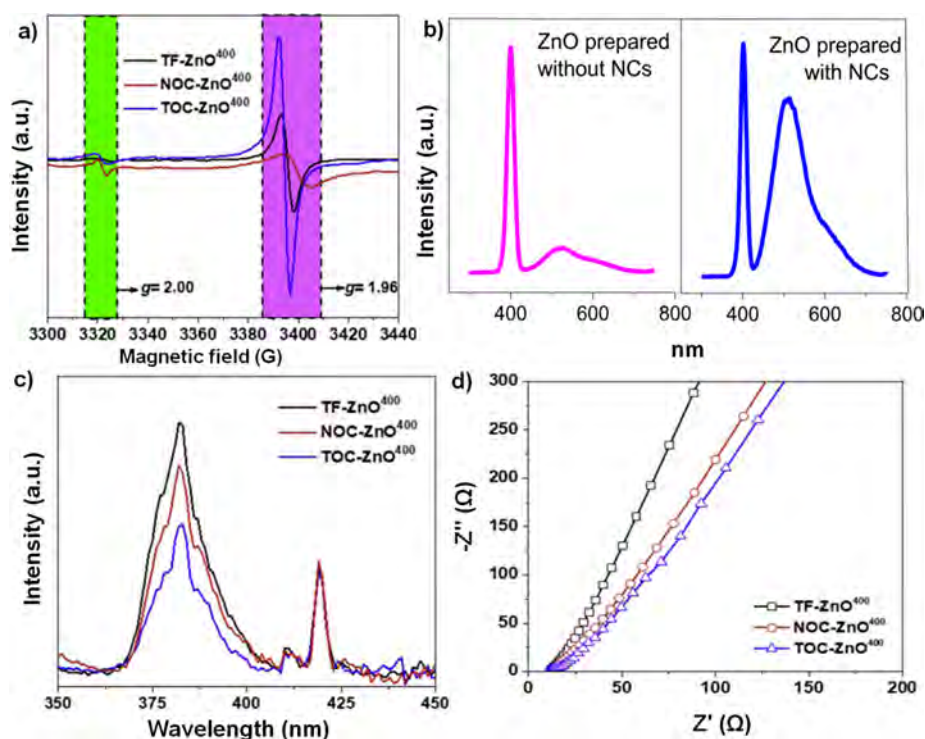 a)
TF-ZnO⁴⁰⁰
NOC-ZnO⁴⁰⁰
TOC-ZnO⁴⁰⁰
g= 2.00
g= 1.96
Intensity (a.u.)
3300 3320 3340 3360 3380 3400 3420 3440
Magnetic field (G)
b)
ZnO prepared
without NCs
ZnO prepared
with NCs
Intensity (a.u.)
400 600 800 400 600 800
nm
c)
TF-ZnO⁴⁰⁰
NOC-ZnO⁴⁰⁰
TOC-ZnO⁴⁰⁰
Intensity (a.u.)
350 375 400 425 450
Wavelength (nm)
d)
300
250
200
150
100
50
0
-Z'' (Ω)
TF-ZnO⁴⁰⁰
NOC-ZnO⁴⁰⁰
TOC-ZnO⁴⁰⁰
0 50 100 150 200
Z' (Ω)